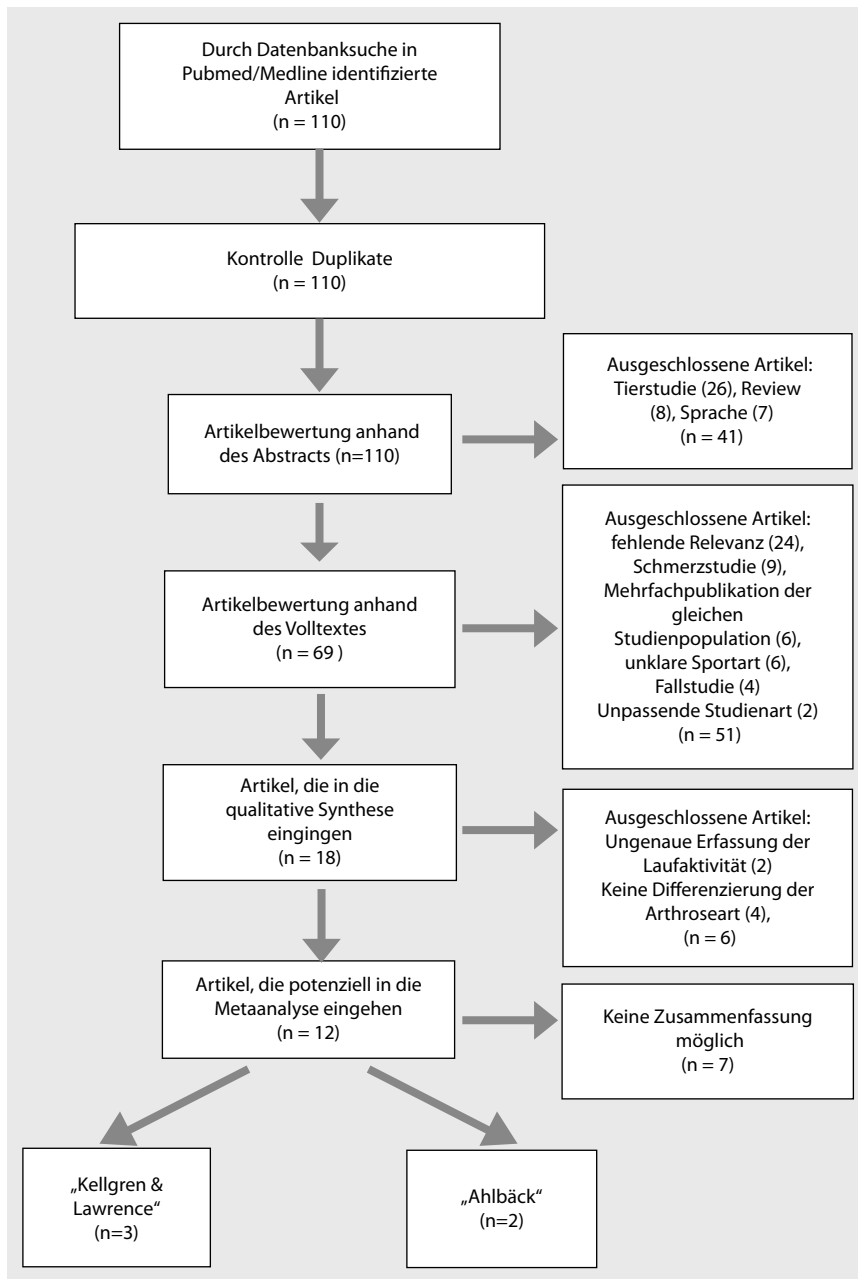 Durch Datenbanksuche in
Pubmed/Medline identifizierte
Artikel
(n = 110)
Kontrolle Duplikate
(n = 110)
Artikelbewertung anhand
des Abstracts (n=110)
Ausgeschlossene Artikel:
Tierstudie (26), Review
(8), Sprache (7)
(n = 41)
Artikelbewertung anhand
des Volltextes
(n = 69 )
Ausgeschlossene Artikel:
fehlende Relevanz (24),
Schmerzstudie (9),
Mehrfachpublikation der
gleichen
Studienpopulation (6),
unklare Sportart (6),
Fallstudie (4)
Unpassende Studienart (2)
(n = 51)
Artikel, die in die
qualitative Synthese
eingingen
(n = 18)
Ausgeschlossene Artikel:
Ungenaue Erfassung der
Laufaktivität (2)
Keine Differenzierung der
Arthroseart (4),
(n = 6)
Artikel, die potenziell in die
Metaanalyse eingehen
(n = 12)
Keine Zusammenfassung
möglich
(n = 7)
„Kellgren &
Lawrence“
(n=3)
„Ahlbäck“
(n=2)